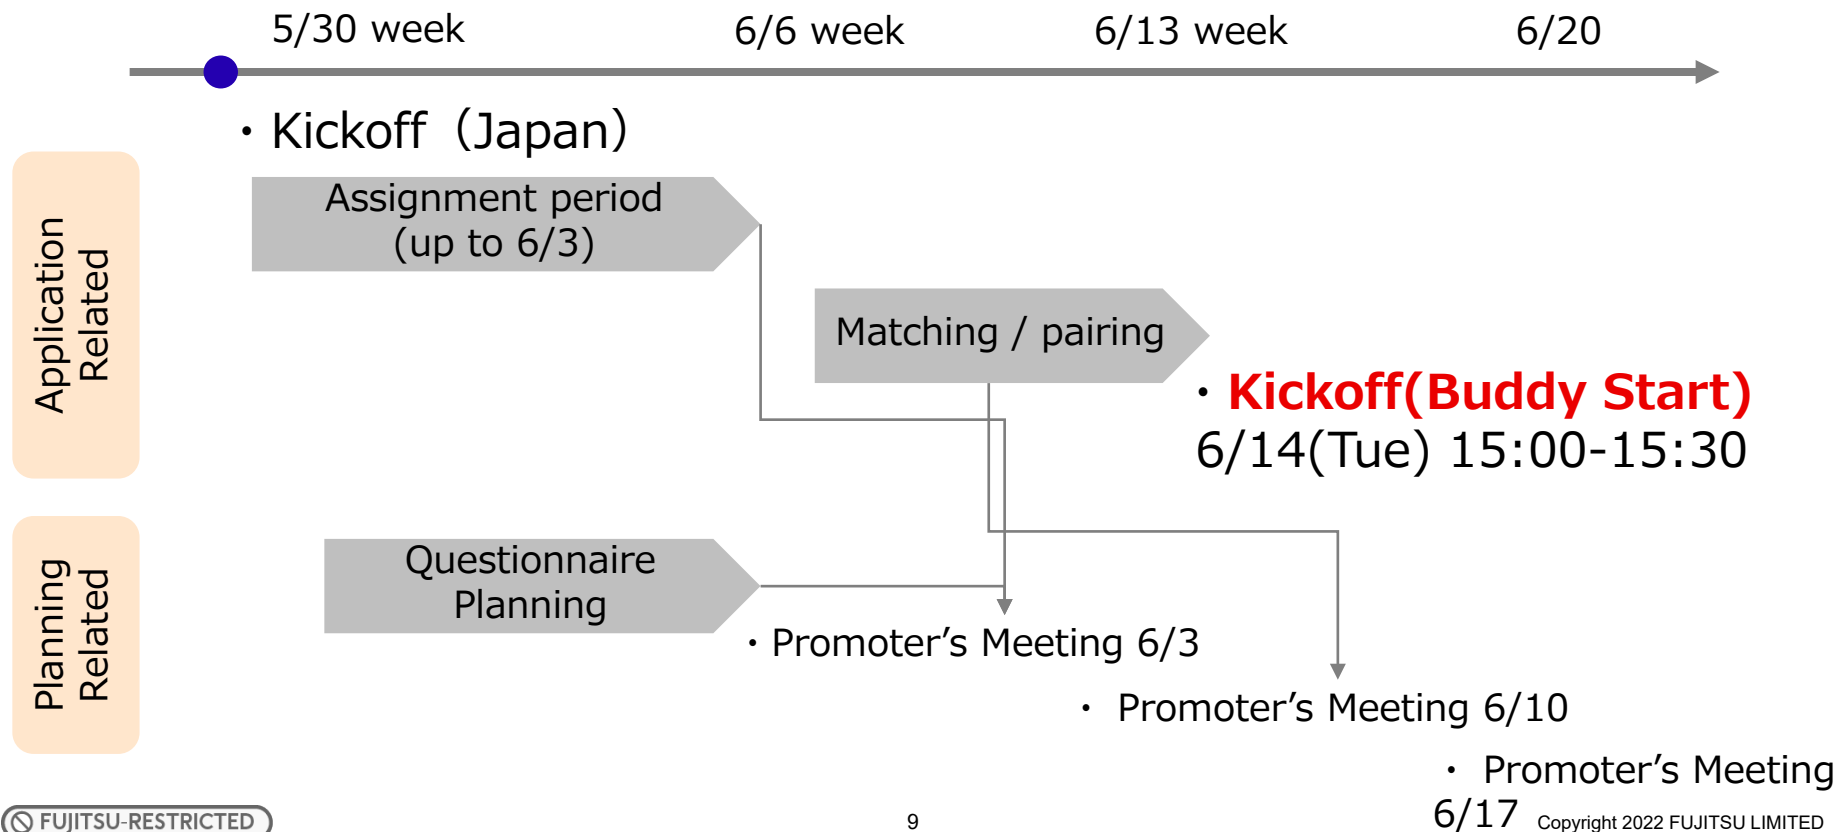 5/30 week
6/6 week
6/13 week
6/20
・Kickoff（Japan）
Application
Related
Assignment period
(up to 6/3)
Matching / pairing
・Kickoff(Buddy Start)
6/14(Tue) 15:00-15:30
Planning
Related
Questionnaire
Planning
・Promoter’s Meeting 6/3
・ Promoter’s Meeting 6/10
・ Promoter’s Meeting
6/17
FUJITSU-RESTRICTED
9
Copyright 2022 FUJITSU LIMITED